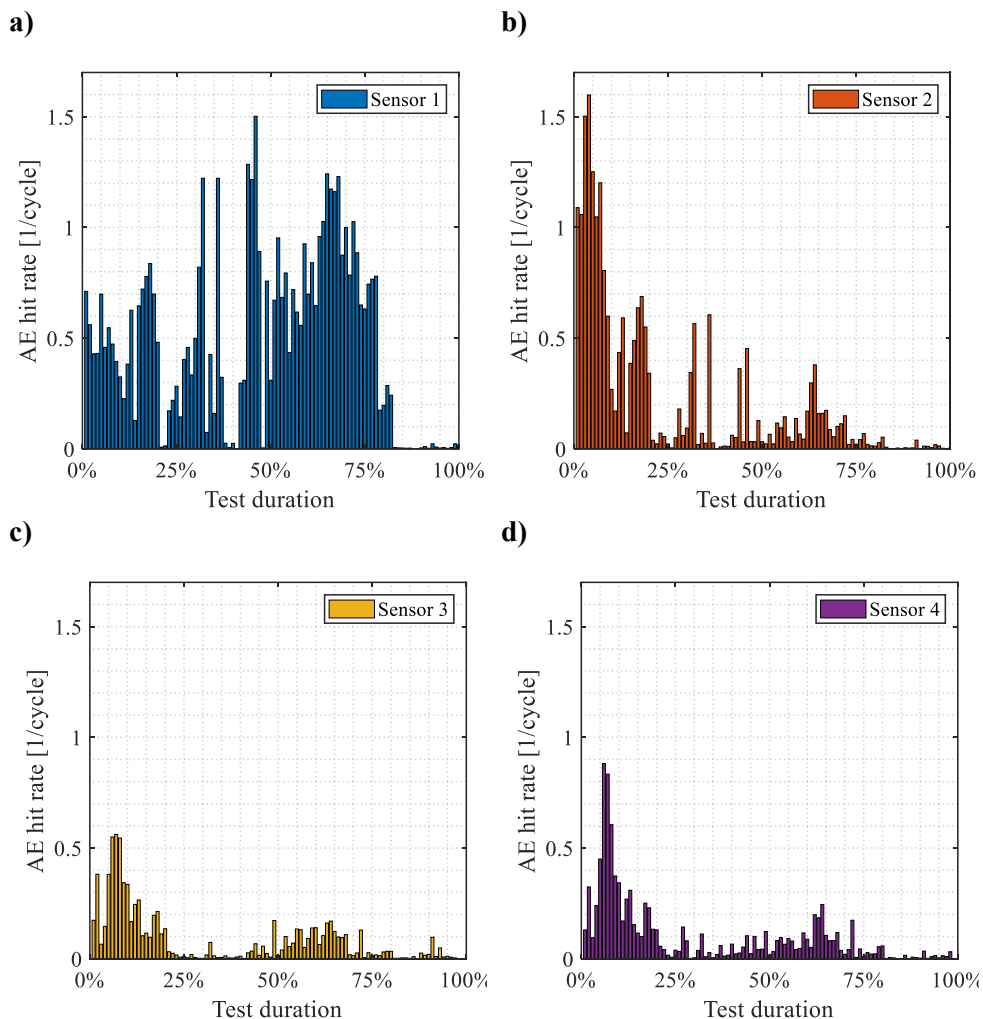 a)
Sensor 1
AE hit rate [1/cycle]
1.5
1
0.5
0
0% 25% 50% 75% 100%
Test duration
b)
Sensor 2
AE hit rate [1/cycle]
1.5
1
0.5
0
0% 25% 50% 75% 100%
Test duration
c)
Sensor 3
AE hit rate [1/cycle]
1.5
1
0.5
0
0% 25% 50% 75% 100%
Test duration
d)
Sensor 4
AE hit rate [1/cycle]
1.5
1
0.5
0
0% 25% 50% 75% 100%
Test duration